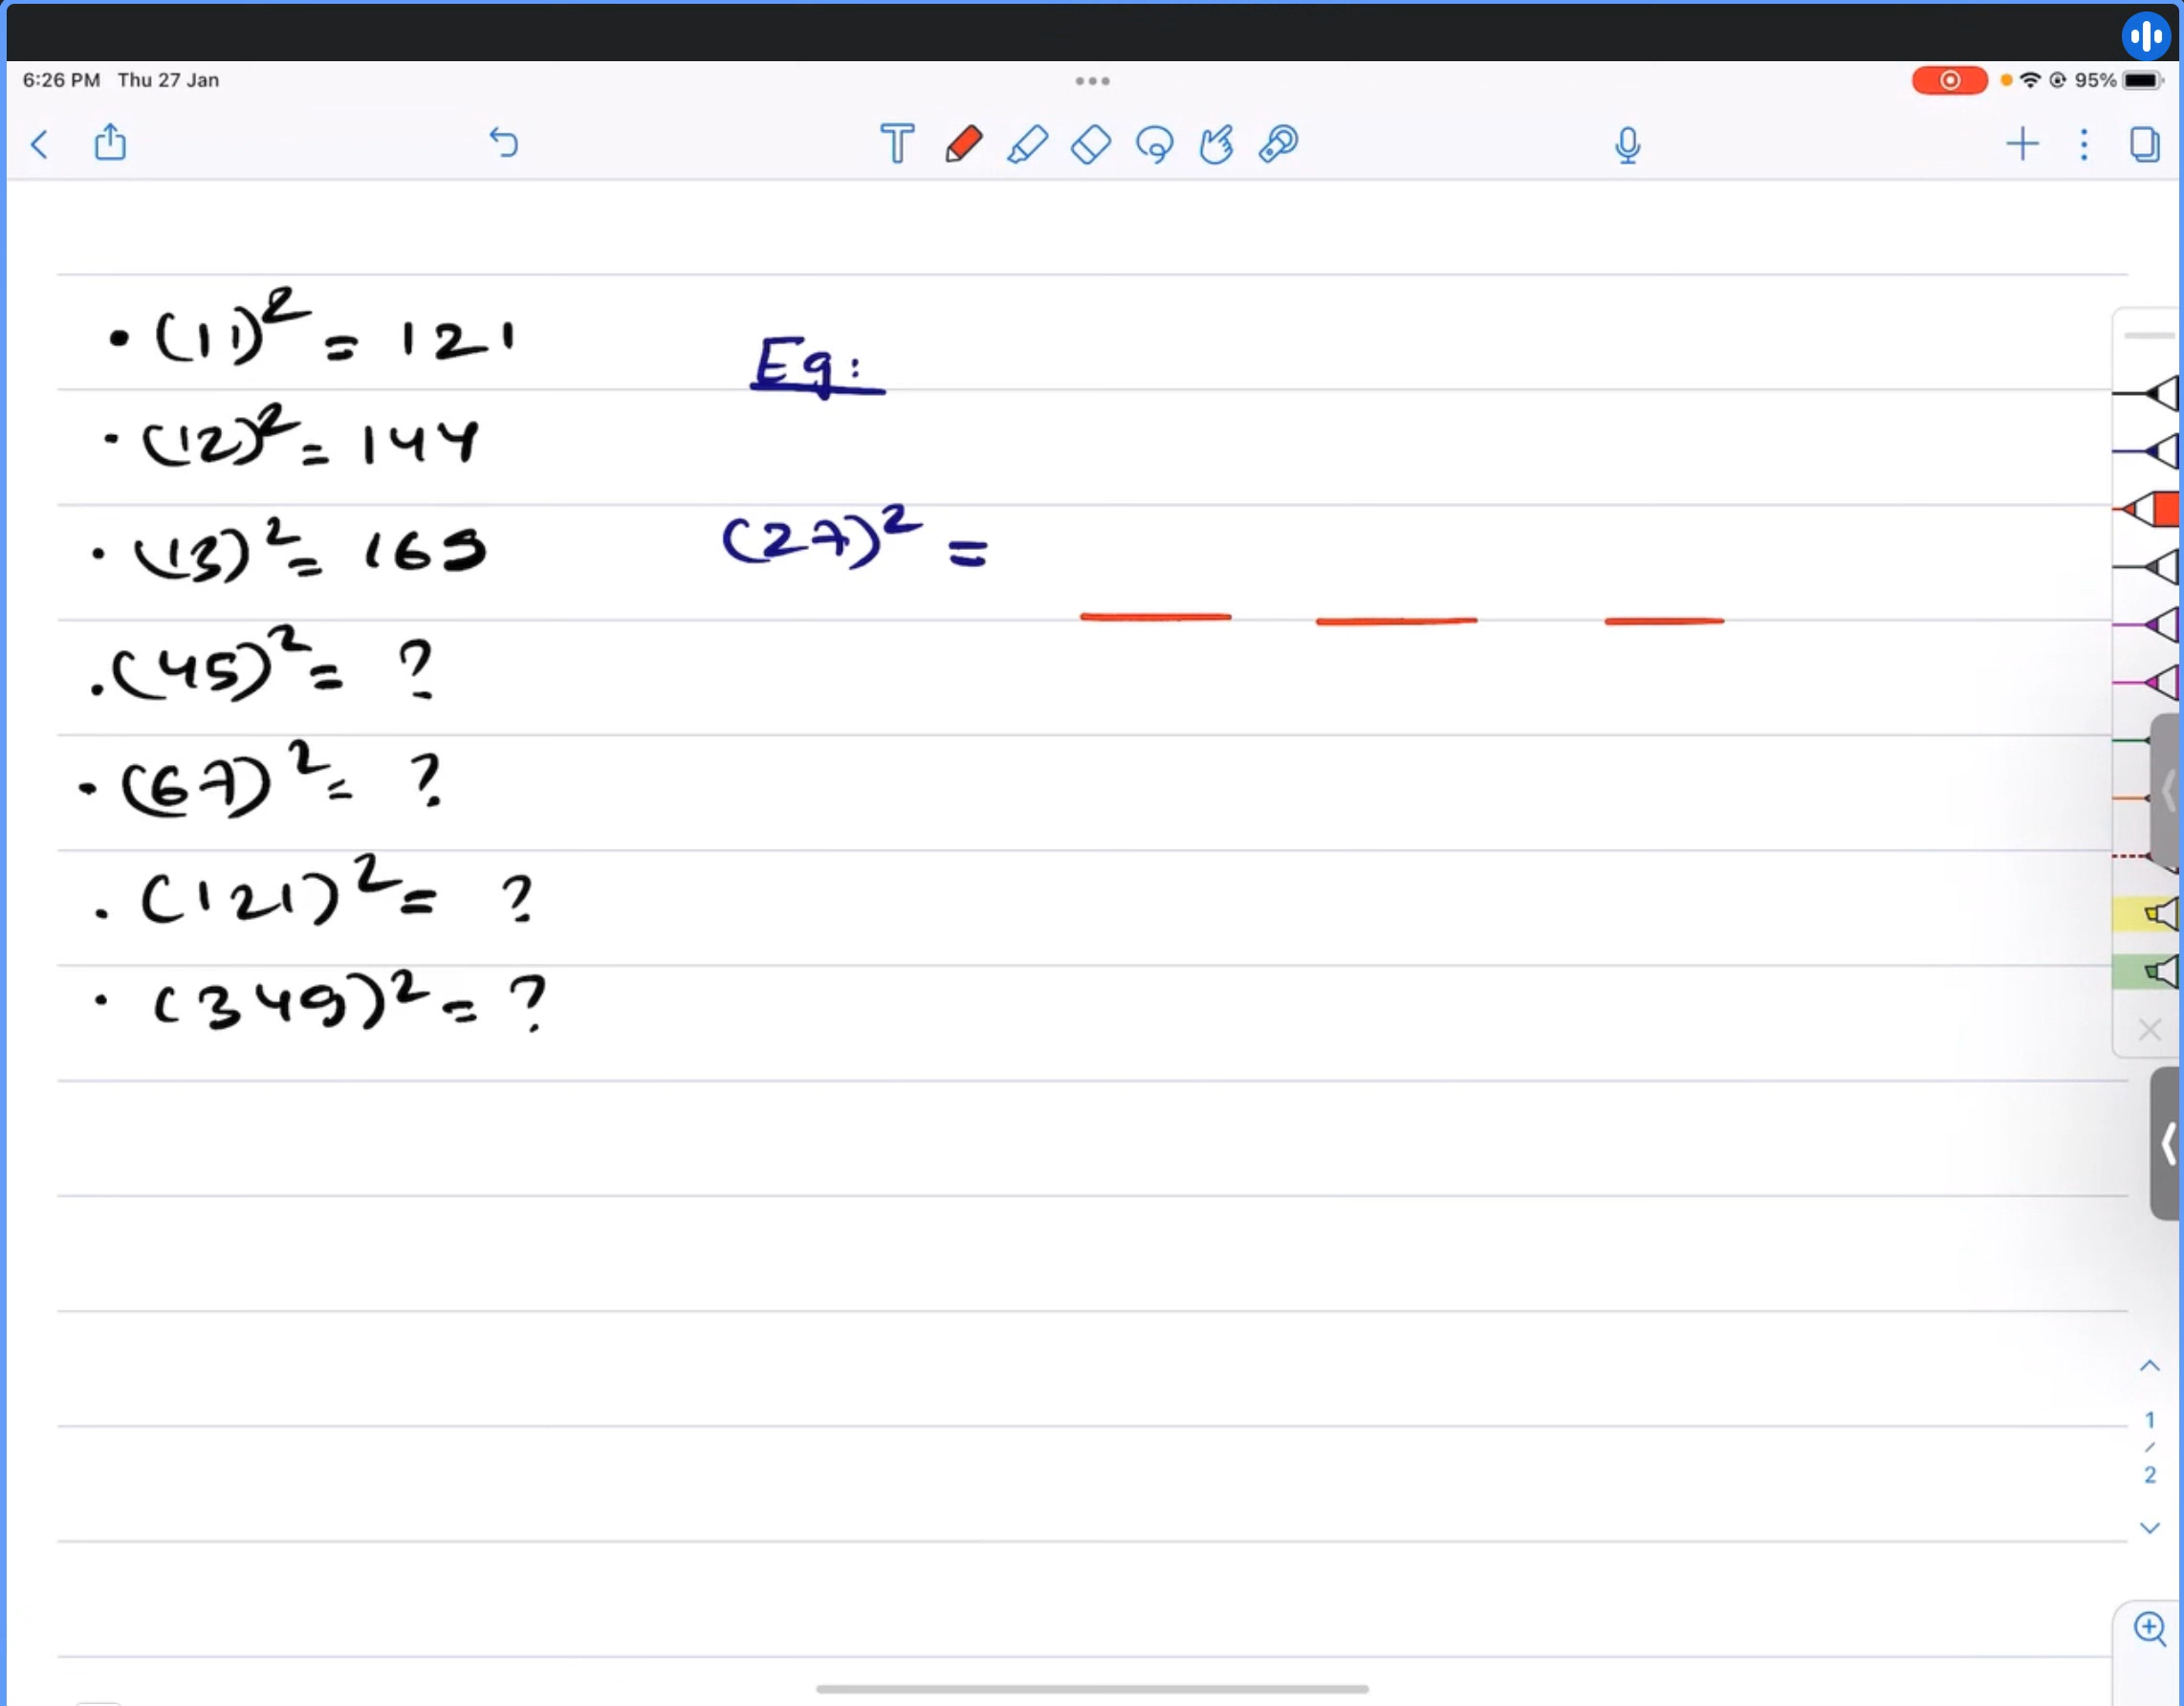 6:26 PM Thu 27 Jan
95%
T
• (11)² = 121
· (12)² = 144
· (13)² = 169
. (45)² = ?
· (67)² = ?
. (121)² = ?
· (349)² = ?
Eg:
(27)² =
1
/
2